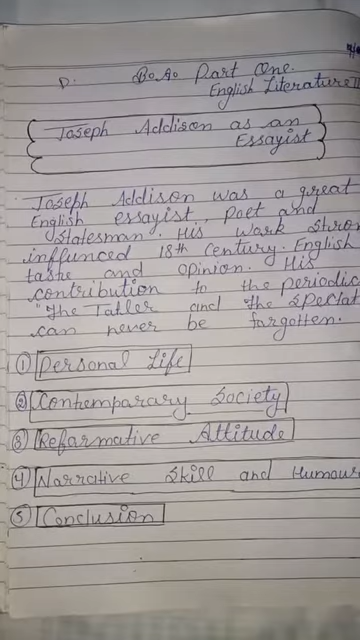 B.A. Part One.
English Literature II
Joseph Addison as an
Essayist
Joseph Addison was a great
English essayist, Poet and
Statesman. His work stron
influnced 18th Century. English
taste and opinion. His
contribution to the periodic
"The Tatler and The Spectat
can never be forgotten.
① Personal Life
② Contemparary Society
③ Reformative Attitude
④ Narrative Skill and Humour
⑤ Conclusion